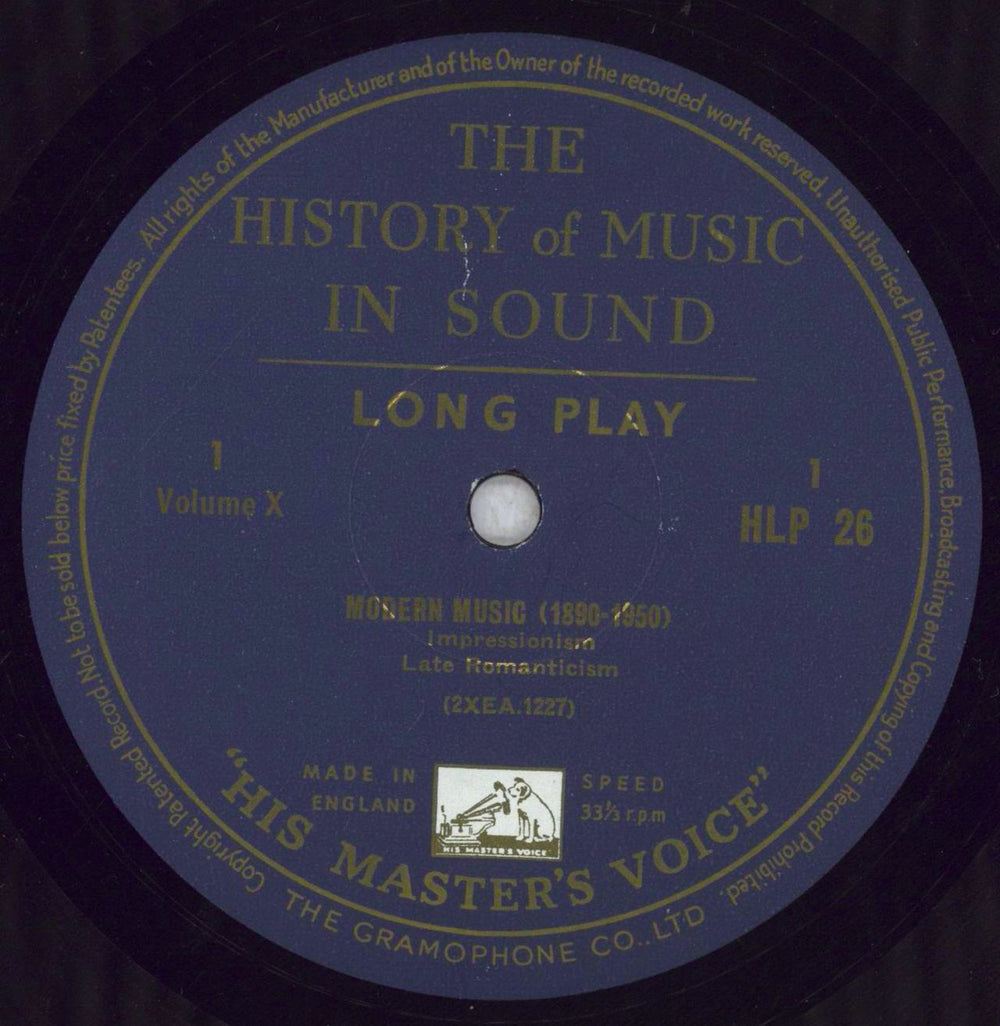 Copyright Patented Record. Not to be sold below price fixed by Patentees. All rights of the Manufacturer and of the Owner of the recorded work reserved. Unauthorised Public Performance, Broadcasting and Copying of this Record Prohibited.
THE
HISTORY of MUSIC
IN SOUND
LONG PLAY
1
Volume X
1
HLP 26
MODERN MUSIC (1890-1950)
Impressionism
Late Romanticism
(2XEA.1227)
MADE IN
ENGLAND
SPEED
33⅓ r.p.m
HIS MASTER'S VOICE
“HIS MASTER'S VOICE”
THE GRAMOPHONE CO., LTD